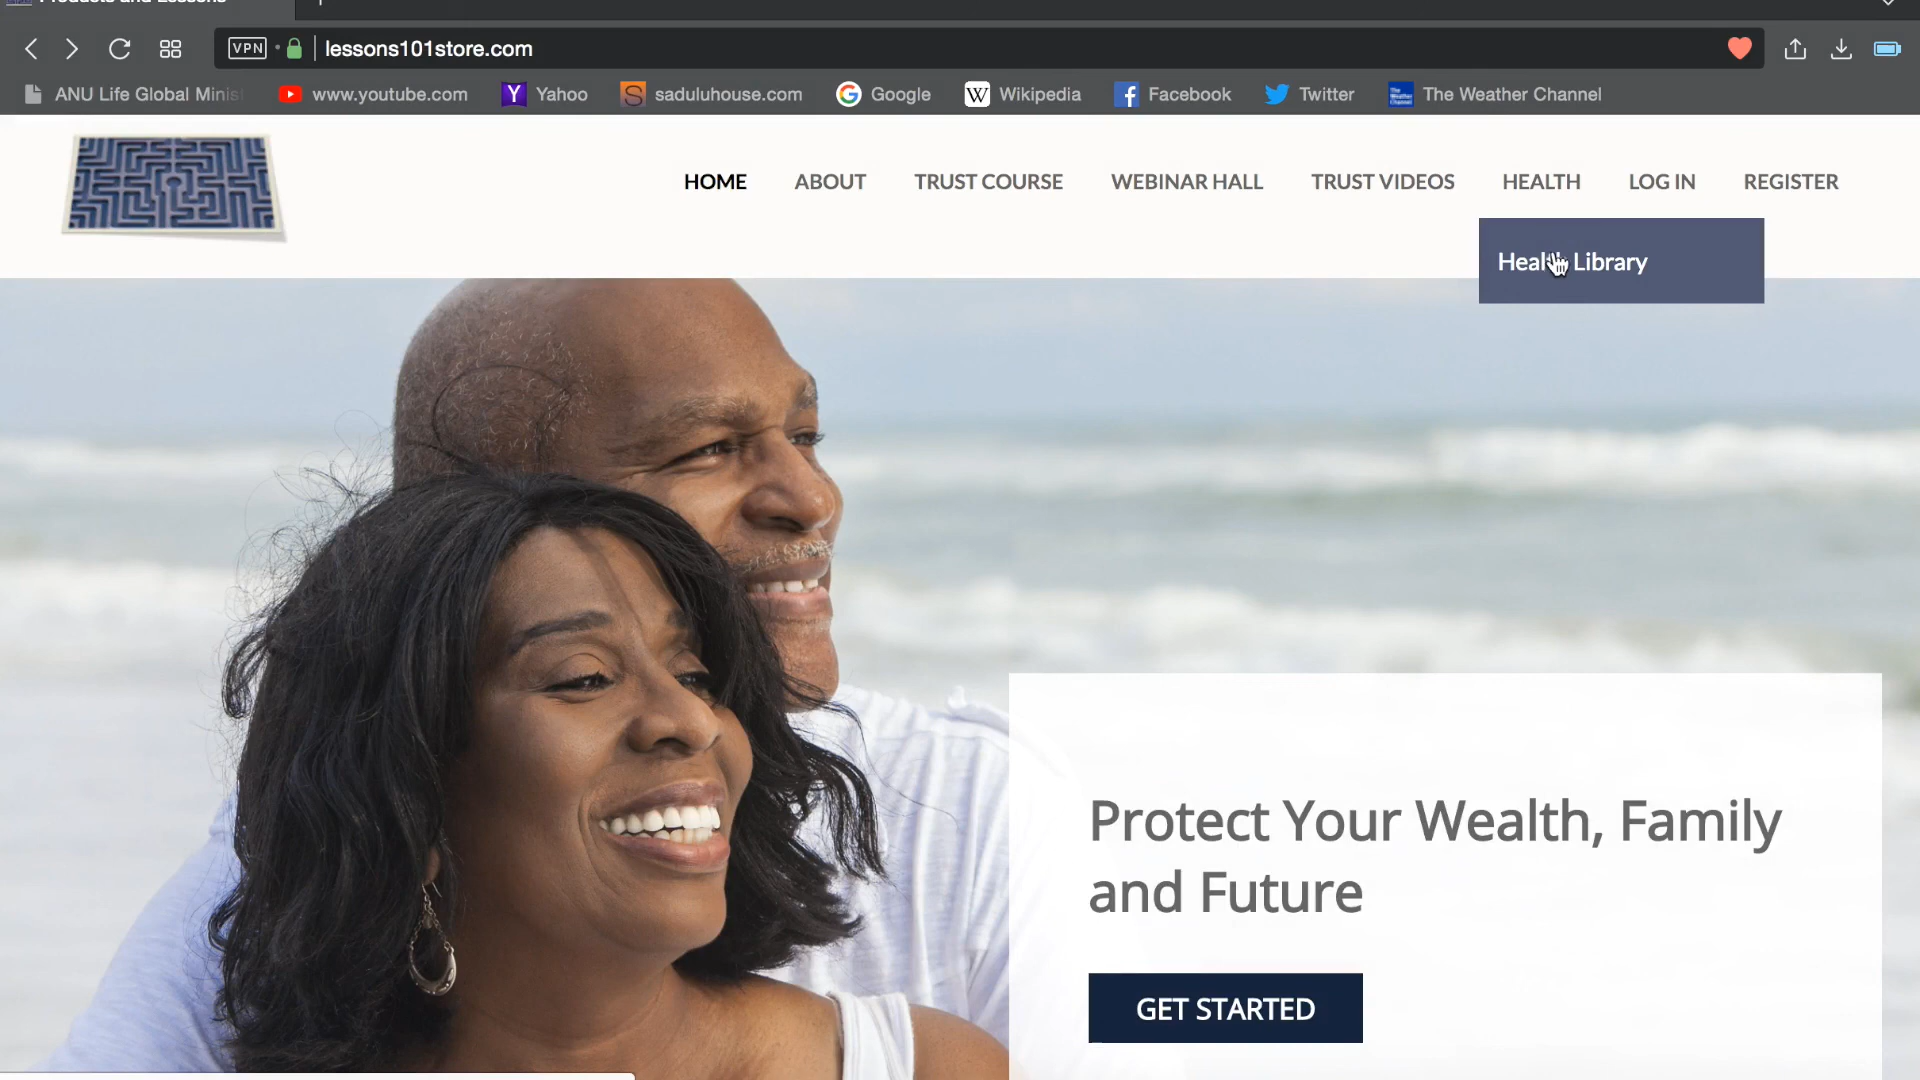 Products and Lessons
VPN lessons101store.com
ANU Life Global Minis www.youtube.com Yahoo saduluhouse.com Google Wikipedia Facebook Twitter The Weather Channel
HOME ABOUT TRUST COURSE WEBINAR HALL TRUST VIDEOS HEALTH LOG IN REGISTER
Health Library
Protect Your Wealth, Family
and Future
GET STARTED